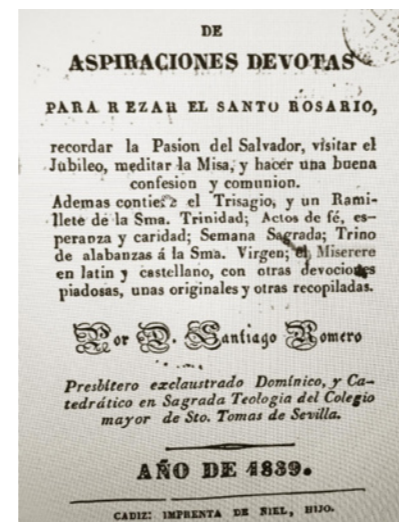 DE
ASPIRACIONES DEVOTAS
PARA REZAR EL SANTO ROSARIO,
recordar la Pasion del Salvador, visitar el
Jubileo, meditar la Misa, y hacer una buena
confesion y comunion.
Ademas contiene el Trisagio, y un Rami-
llete de la Sma. Trinidad; Actos de fé, es-
peranza y caridad; Semana Sagrada; Trino
de alabanzas á la Sma. Virgen; el Miserere
en latin y castellano, con otras devociones
piadosas, unas originales y otras recopiladas.
Por D. Santiago Romero
Presbítero exclaustrado Domínico, y Ca-
tedrático en Sagrada Teologia del Colegio
mayor de Sto. Tomas de Sevilla.
AÑO DE 1839.
CADIZ: IMPRENTA DE NIEL, HIJO.